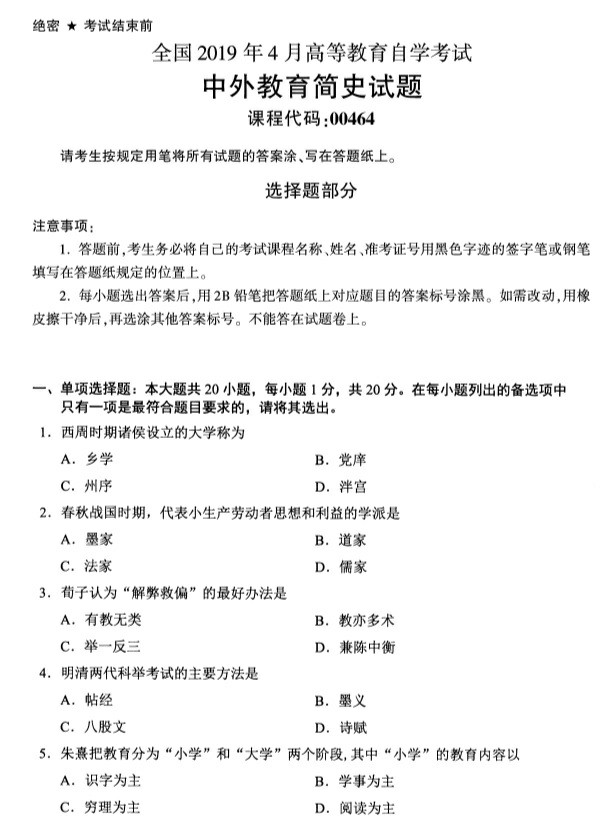 绝密 ★ 考试结束前
全国 2019 年 4 月高等教育自学考试
中外教育简史试题
课程代码:00464
请考生按规定用笔将所有试题的答案涂、写在答题纸上。
选择题部分
注意事项:
1. 答题前,考生务必将自己的考试课程名称、姓名、准考证号用黑色字迹的签字笔或钢笔
填写在答题纸规定的位置上。
2. 每小题选出答案后,用 2B 铅笔把答题纸上对应题目的答案标号涂黑。如需改动,用橡
皮擦干净后,再选涂其他答案标号。不能答在试题卷上。
一、单项选择题：本大题共 20 小题，每小题 1 分，共 20 分。在每小题列出的备选项中
只有一项是最符合题目要求的，请将其选出。
1．西周时期诸侯设立的大学称为
A．乡学 B．党庠
C．州序 D．泮宫
2．春秋战国时期，代表小生产劳动者思想和利益的学派是
A．墨家 B．道家
C．法家 D．儒家
3．荀子认为“解弊救偏”的最好办法是
A．有教无类 B．教亦多术
C．举一反三 D．兼陈中衡
4．明清两代科举考试的主要方法是
A．帖经 B．墨义
C．八股文 D．诗赋
5．朱熹把教育分为“小学”和“大学”两个阶段,其中“小学”的教育内容以
A．识字为主 B．学事为主
C．穷理为主 D．阅读为主